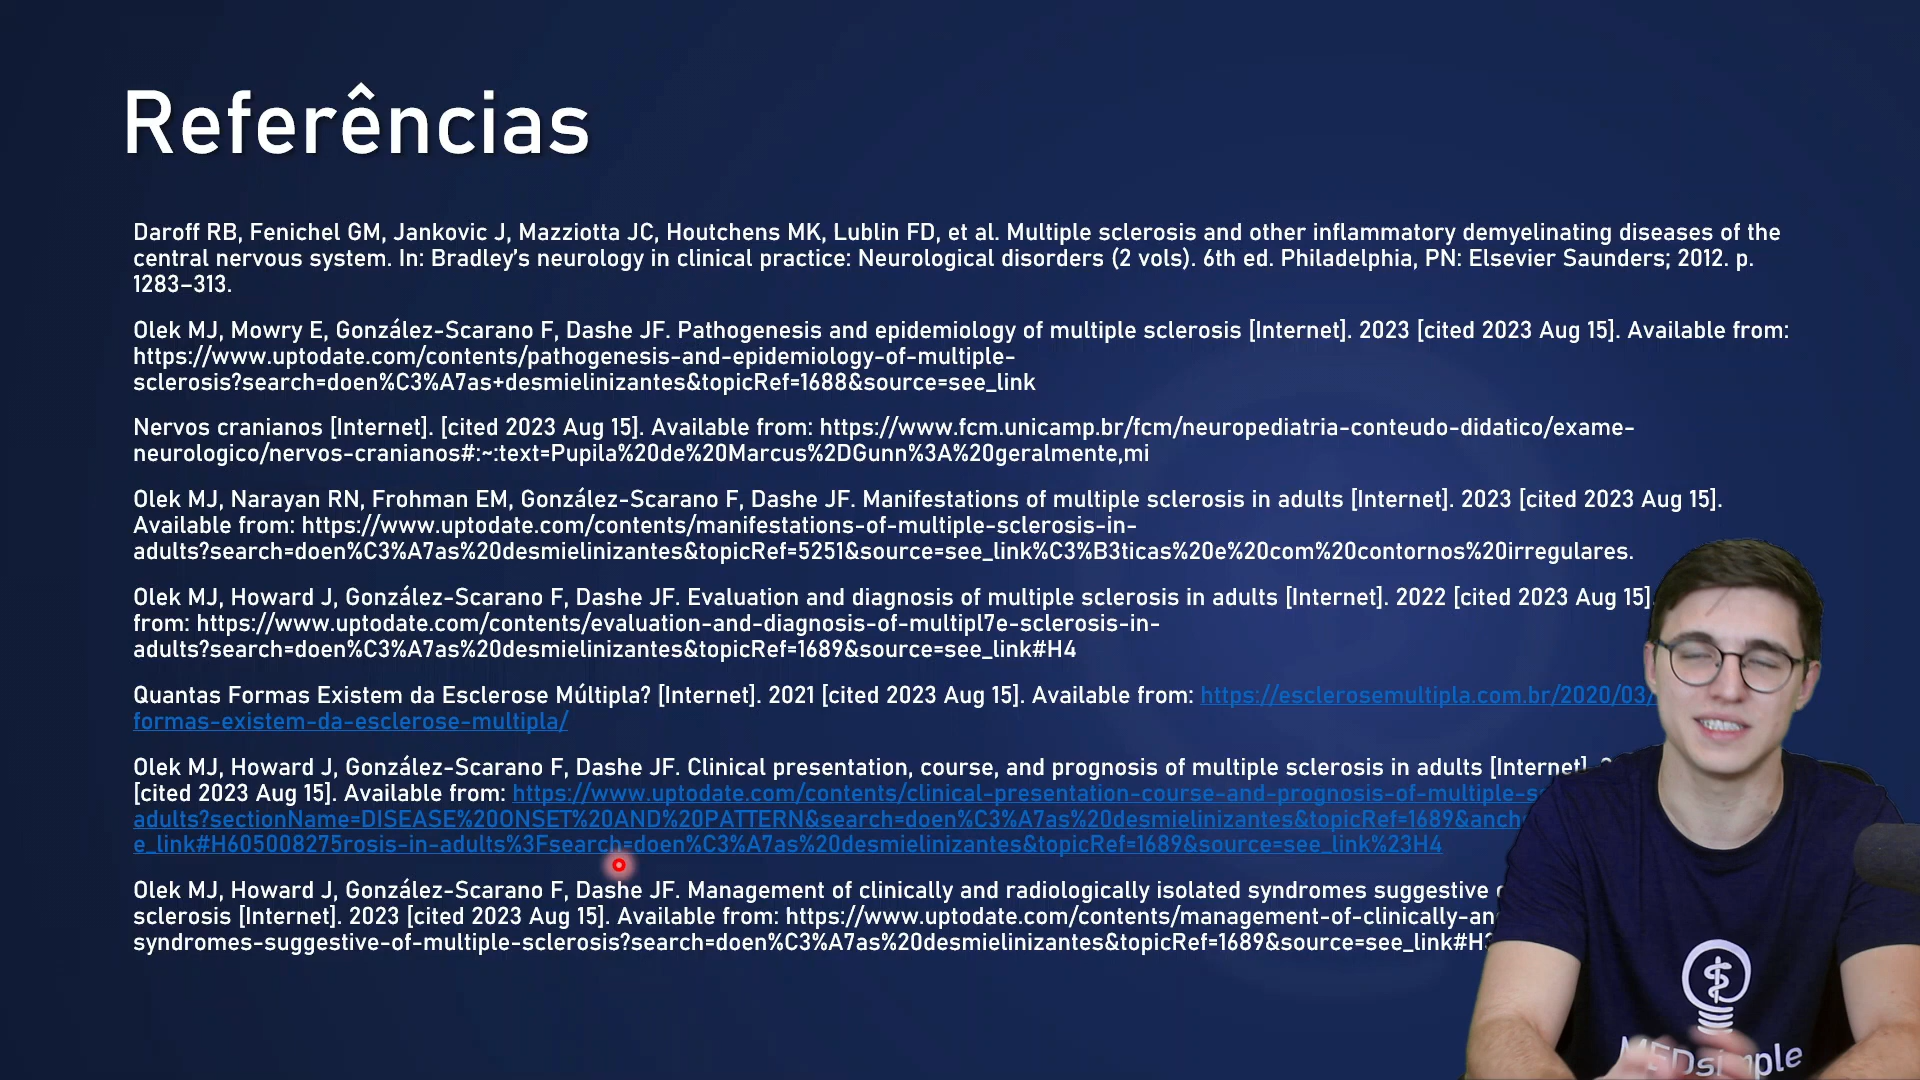 Referências
Daroff RB, Fenichel GM, Jankovic J, Mazziotta JC, Houtchens MK, Lublin FD, et al. Multiple sclerosis and other inflammatory demyelinating diseases of the
central nervous system. In: Bradley's neurology in clinical practice: Neurological disorders (2 vols). 6th ed. Philadelphia, PN: Elsevier Saunders; 2012. p.
1283–313.
Olek MJ, Mowry E, González-Scarano F, Dashe JF. Pathogenesis and epidemiology of multiple sclerosis [Internet]. 2023 [cited 2023 Aug 15]. Available from:
https://www.uptodate.com/contents/pathogenesis-and-epidemiology-of-multiple-
sclerosis?search=doen%C3%A7as+desmielinizantes&topicRef=1688&source=see_link
Nervos cranianos [Internet]. [cited 2023 Aug 15]. Available from: https://www.fcm.unicamp.br/fcm/neuropediatria-conteudo-didatico/exame-
neurologico/nervos-cranianos#:~:text=Pupila%20de%20Marcus%2DGunn%3A%20geralmente,mi
Olek MJ, Narayan RN, Frohman EM, González-Scarano F, Dashe JF. Manifestations of multiple sclerosis in adults [Internet]. 2023 [cited 2023 Aug 15].
Available from: https://www.uptodate.com/contents/manifestations-of-multiple-sclerosis-in-
adults?search=doen%C3%A7as%20desmielinizantes&topicRef=5251&source=see_link%C3%B3ticas%20e%20com%20contornos%20irregulares.
Olek MJ, Howard J, González-Scarano F, Dashe JF. Evaluation and diagnosis of multiple sclerosis in adults [Internet]. 2022 [cited 2023 Aug 15].
from: https://www.uptodate.com/contents/evaluation-and-diagnosis-of-multipl7e-sclerosis-in-
adults?search=doen%C3%A7as%20desmielinizantes&topicRef=1689&source=see_link#H4
Quantas Formas Existem da Esclerose Múltipla? [Internet]. 2021 [cited 2023 Aug 15]. Available from: https://esclerosemultipla.com.br/2020/03/
formas-existem-da-esclerose-multipla/
Olek MJ, Howard J, González-Scarano F, Dashe JF. Clinical presentation, course, and prognosis of multiple sclerosis in adults [Internet].
[cited 2023 Aug 15]. Available from: https://www.uptodate.com/contents/clinical-presentation-course-and-prognosis-of-multiple-s
adults?sectionName=DISEASE%20ONSET%20AND%20PATTERN&search=doen%C3%A7as%20desmielinizantes&topicRef=1689&anch
e_link#H605008275rosis-in-adults%3Fsearch=doen%C3%A7as%20desmielinizantes&topicRef=1689&source=see_link%23H4
Olek MJ, Howard J, González-Scarano F, Dashe JF. Management of clinically and radiologically isolated syndromes suggestive
sclerosis [Internet]. 2023 [cited 2023 Aug 15]. Available from: https://www.uptodate.com/contents/management-of-clinically-an
syndromes-suggestive-of-multiple-sclerosis?search=doen%C3%A7as%20desmielinizantes&topicRef=1689&source=see_link#H